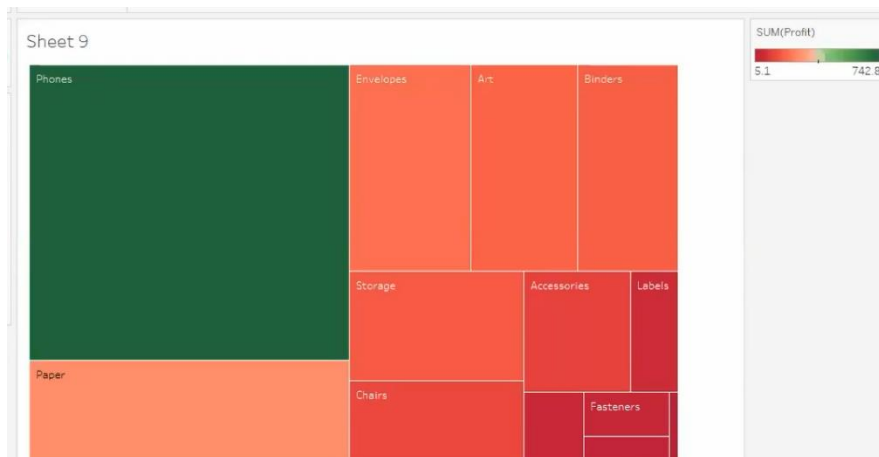 Sheet 9
SUM(Profit)
5.1 742.8
Phones
Envelopes
Art
Binders
Storage
Accessories
Labels
Paper
Chairs
Fasteners